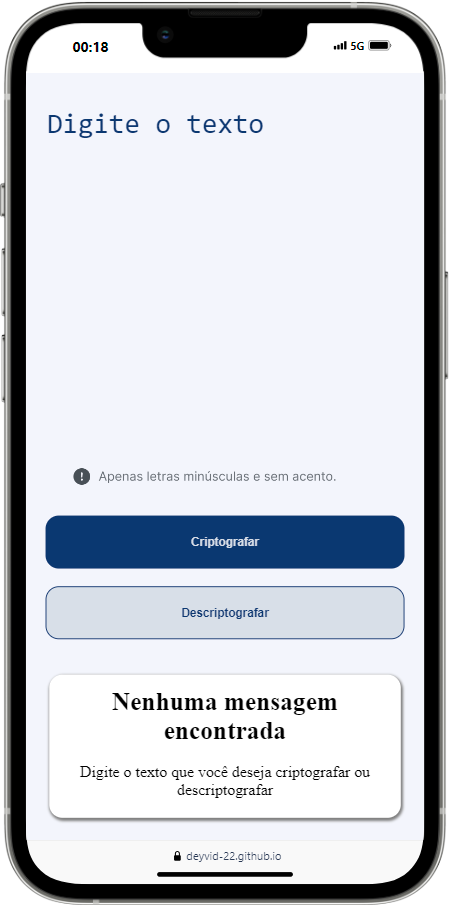 00:18
5G
Digite o texto
Apenas letras minúsculas e sem acento.
Criptografar
Descriptografar
Nenhuma mensagem
encontrada
Digite o texto que você deseja criptografar ou
descriptografar
deyvid-22.github.io